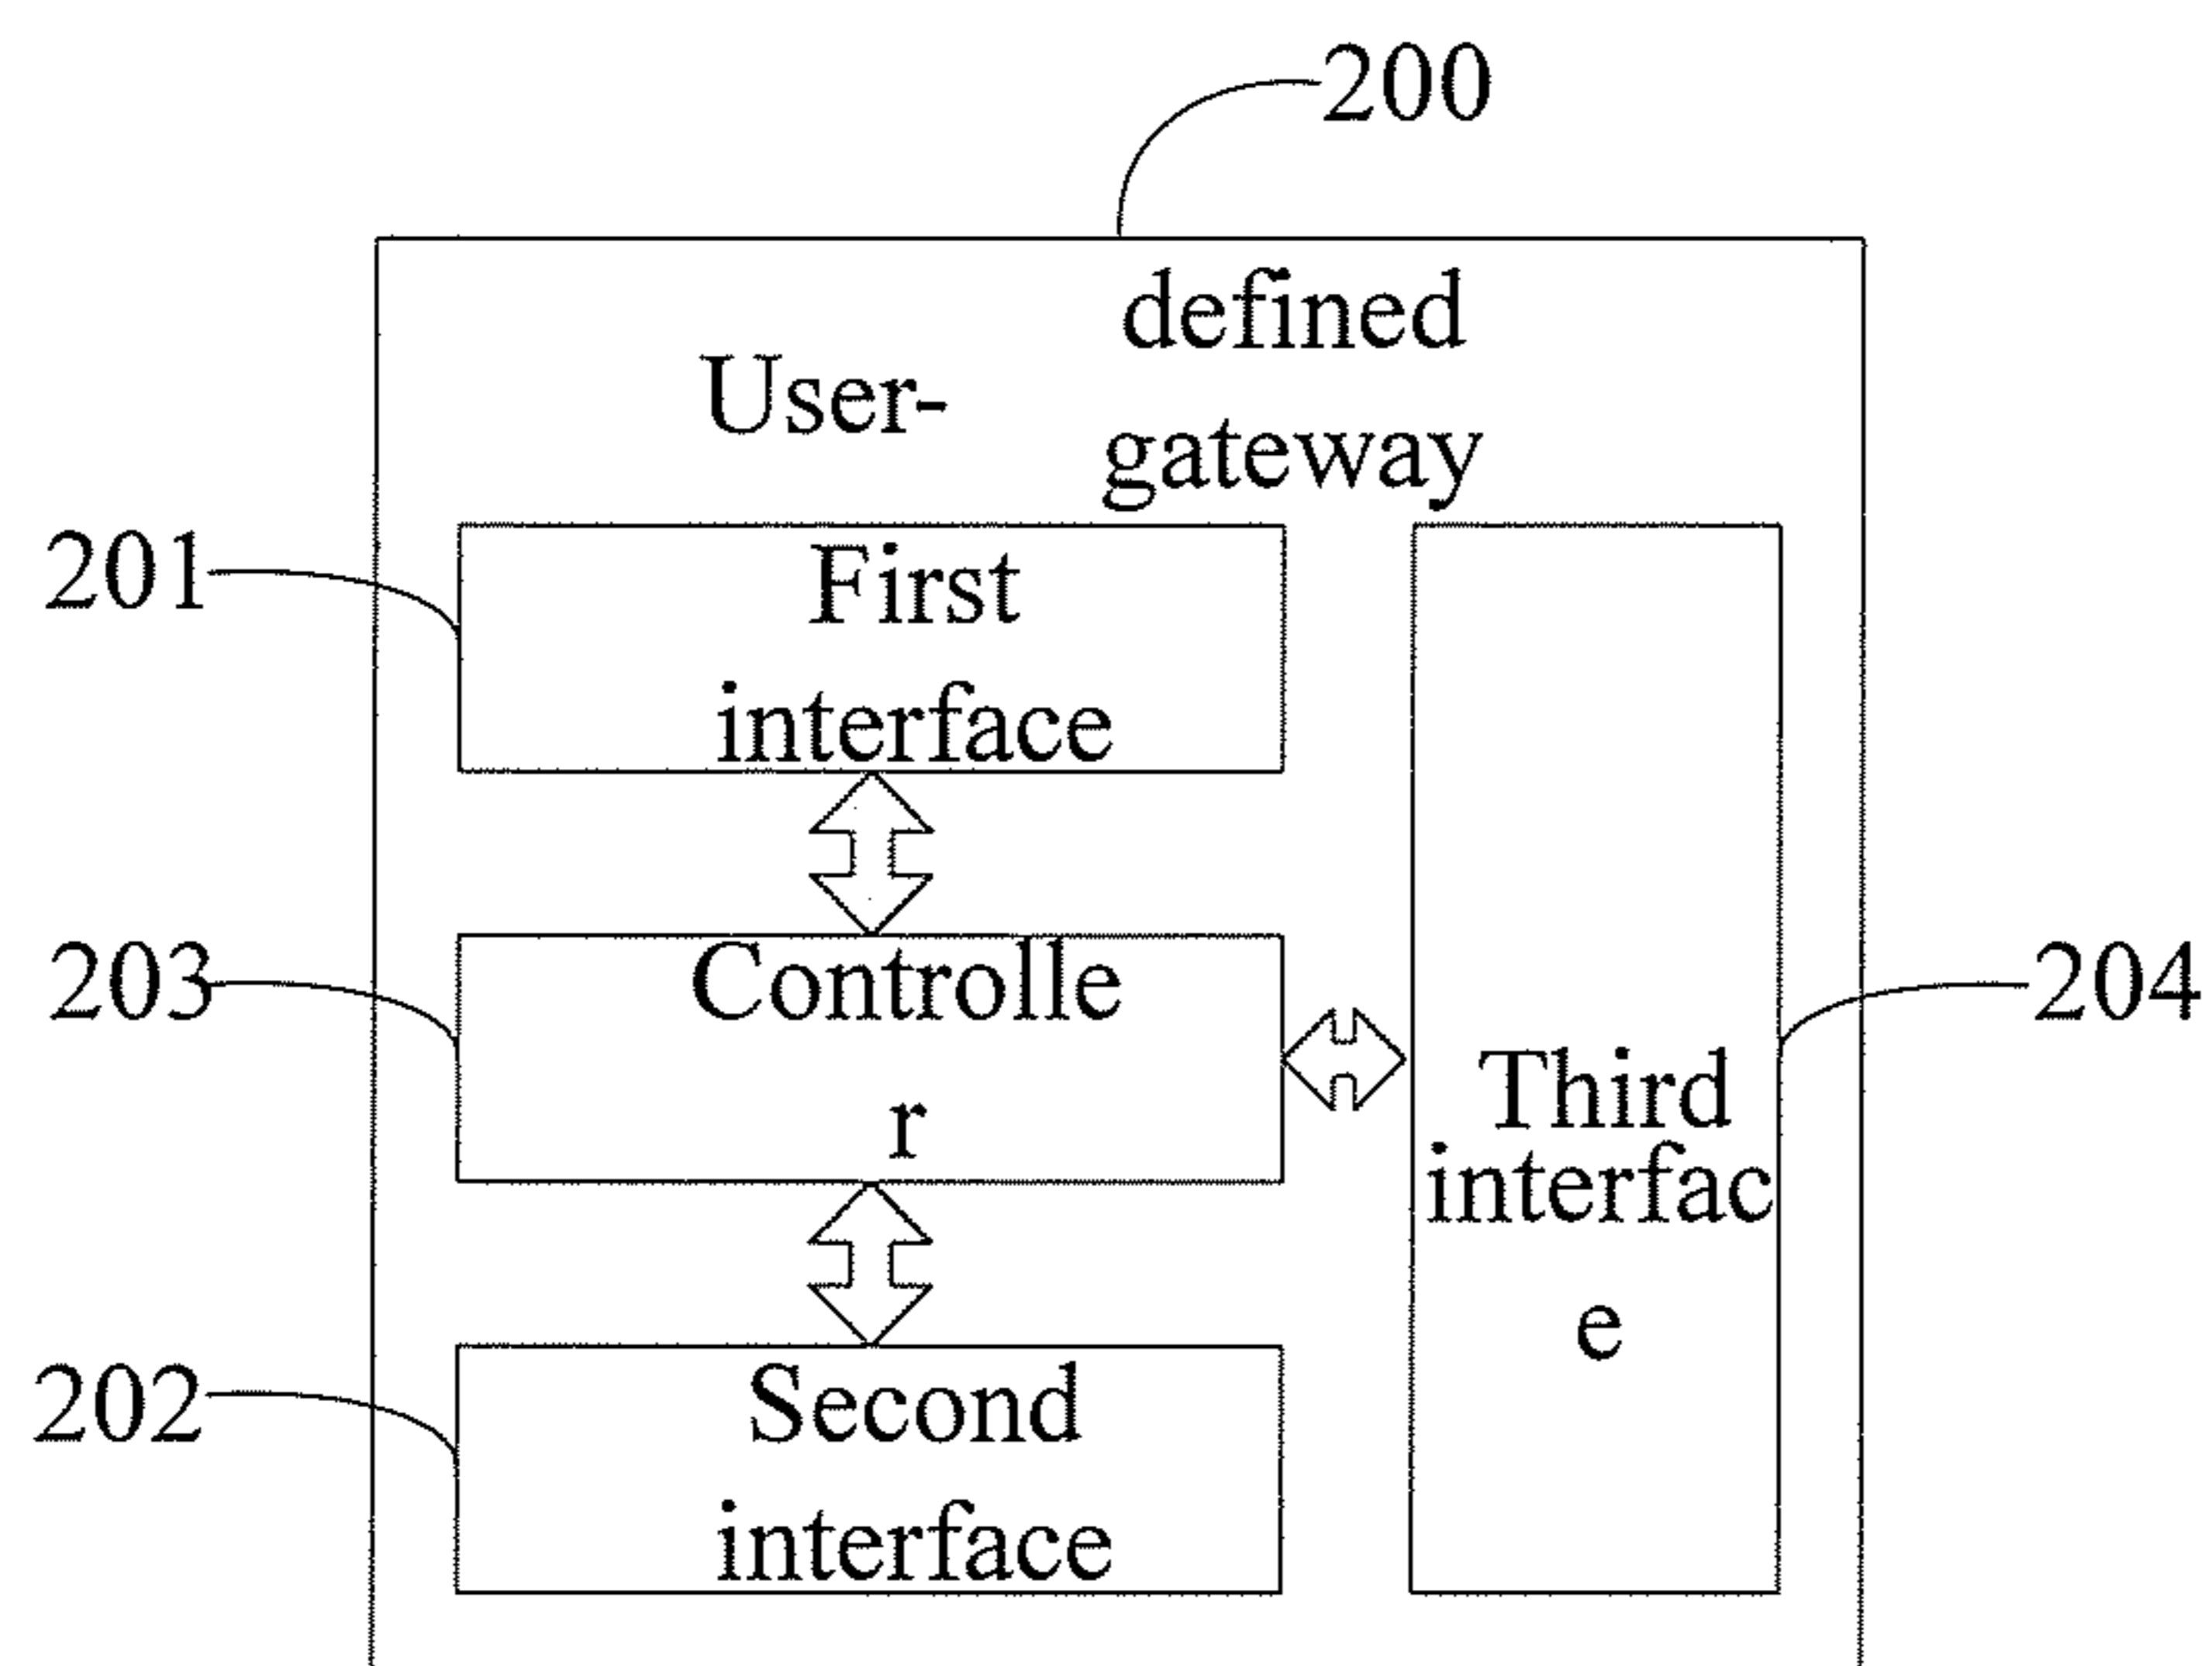 200
User-
defined
gateway
201
First
interface
203
Controlle
r
204
Third
interfac
e
202
Second
interface